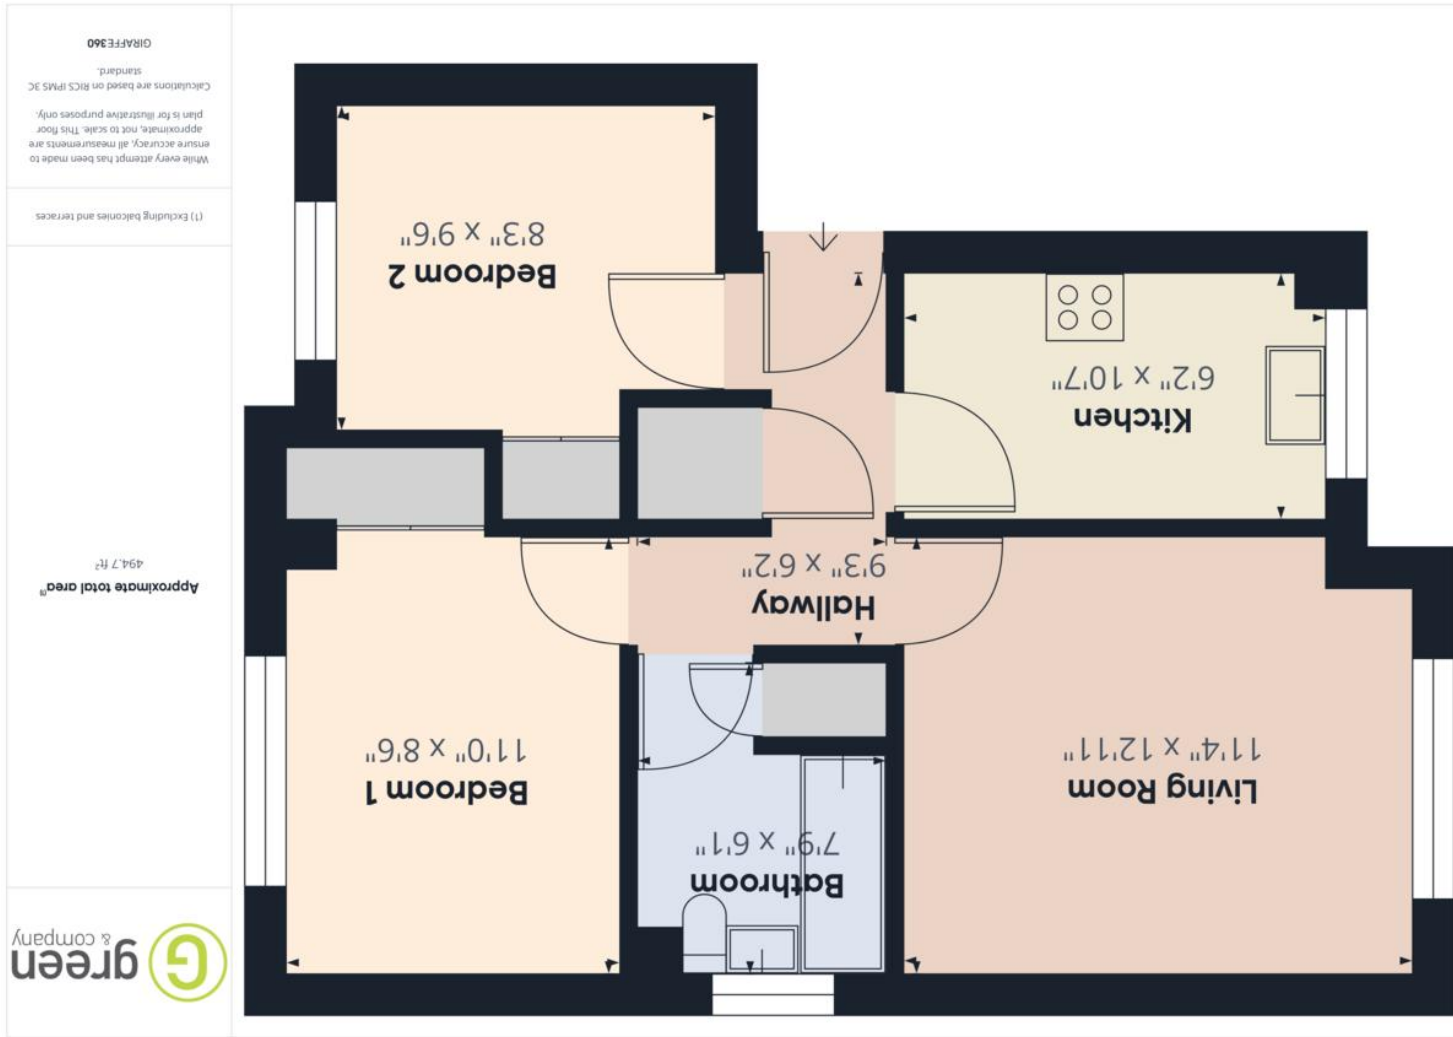 Bathroom
7'9" x 6'1"
Living Room
11'4" x 12'11"
Bedroom 1
11'0" x 8'6"
Hallway
9'3" x 6'2"
Kitchen
6'2" x 10'7"
Bedroom 2
8'3" x 9'6"
G
green
& company
Approximate total area⁽¹⁾
494.7 ft²
(1) Excluding balconies and terraces
While every attempt has been made to
ensure accuracy, all measurements are
approximate, not to scale. This floor
plan is for illustrative purposes only.
Calculations are based on RICS IPMS 3C
standard.
GIRAFFE360